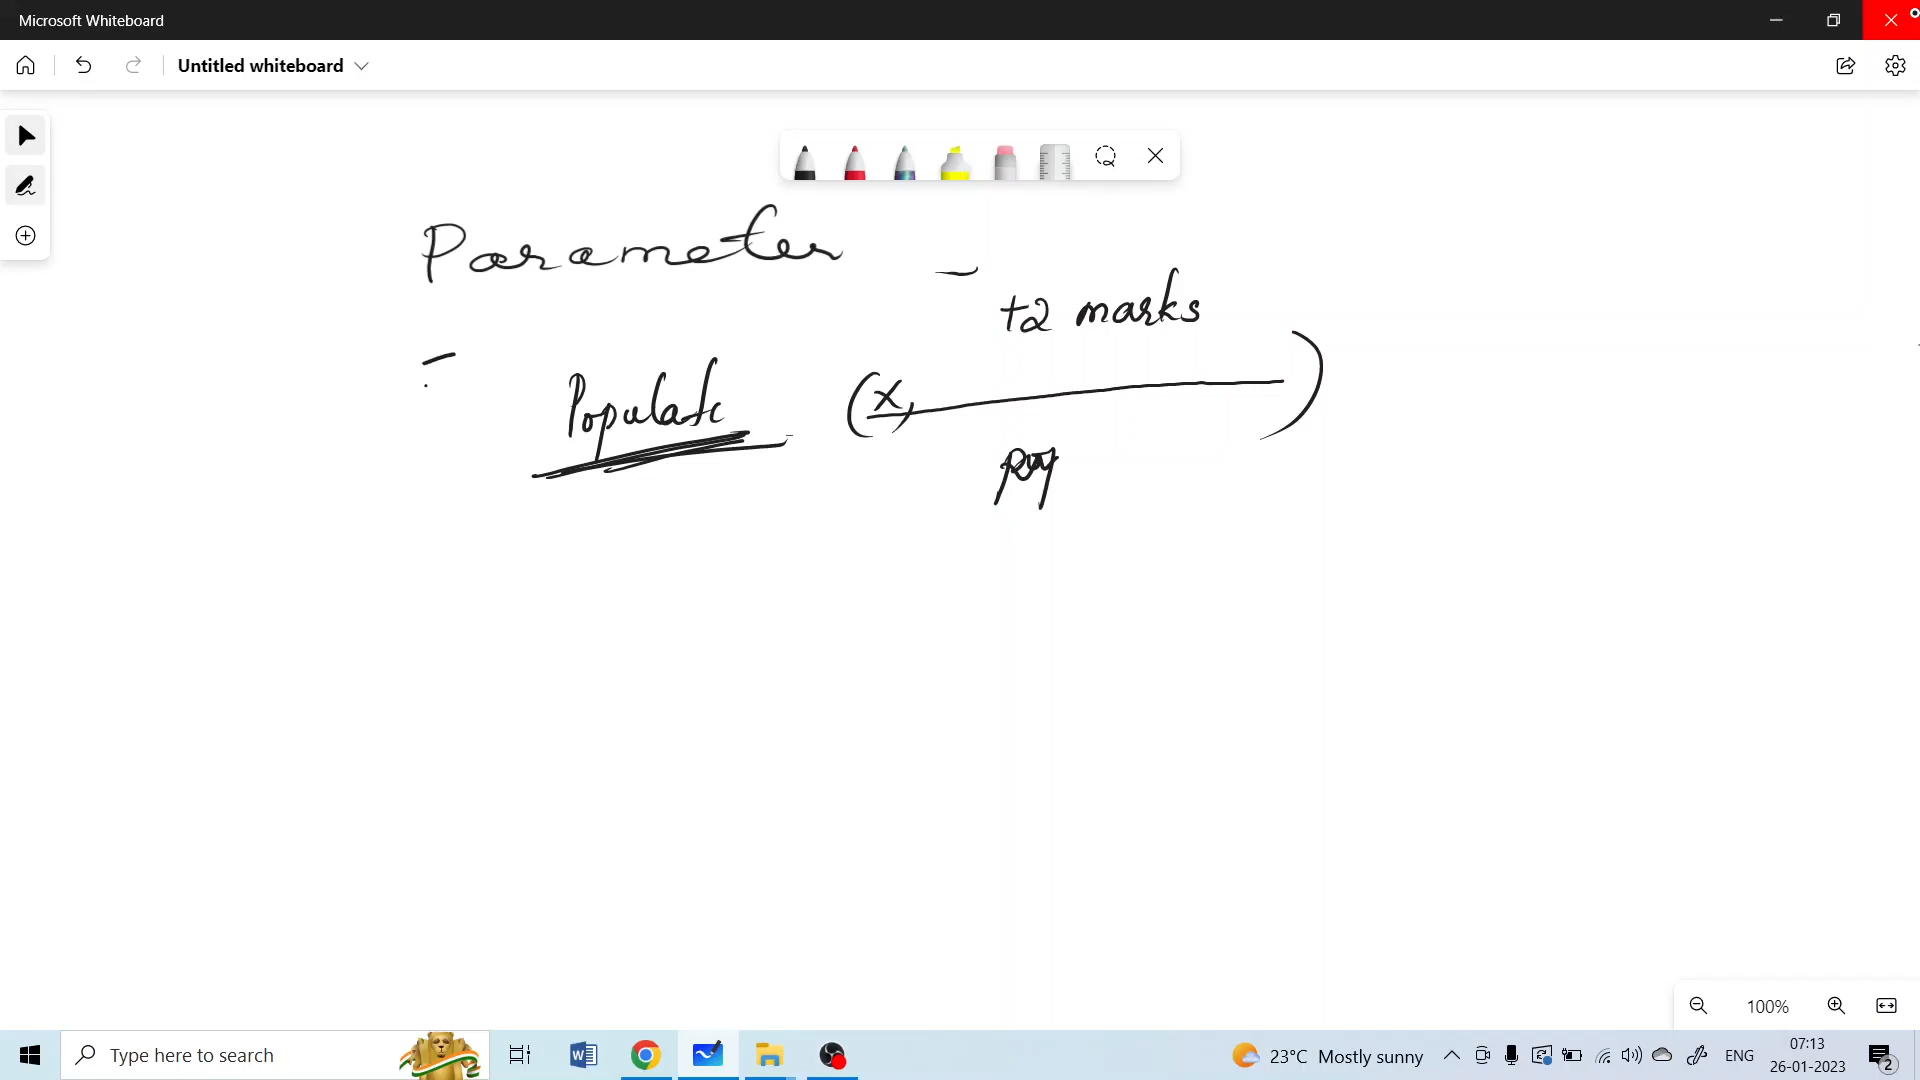 Microsoft Whiteboard
Untitled whiteboard
Parameter
+2 marks
(x, )
100%
Type here to search
23°C Mostly sunny
ENG
07:13
26-01-2023
2